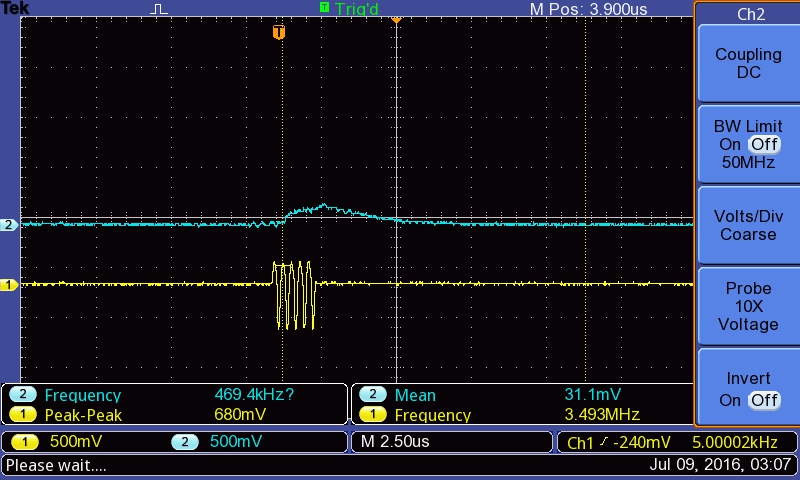 Tek
T Trig'd
M Pos: 3.900us
Ch2
T
Coupling
DC
BW Limit
On Off
50MHz
Volts/Div
Coarse
Probe
10X
Voltage
Invert
On Off
2
1
2 Frequency 469.4kHz?
1 Peak-Peak 680mV
2 Mean 31.1mV
1 Frequency 3.493MHz
1 500mV 2 500mV
M 2.50us
Ch1 -240mV 5.00002kHz
Please wait....
Jul 09, 2016, 03:07